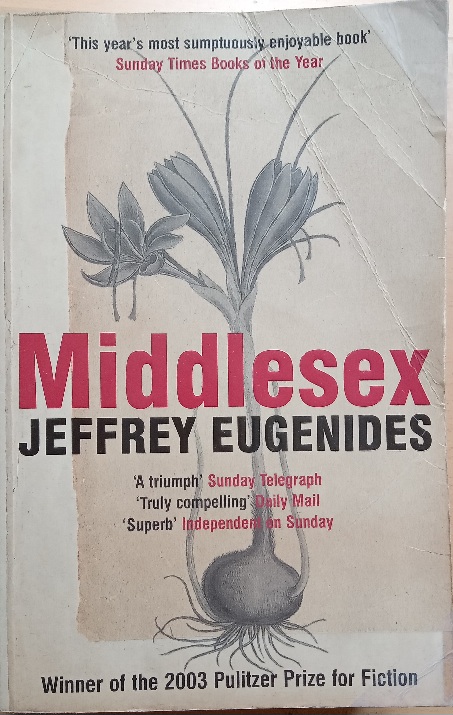 'This year's most sumptuously enjoyable book'
Sunday Times Books of the Year
Middlesex
JEFFREY EUGENIDES
'A triumph' Sunday Telegraph
'Truly compelling' Daily Mail
'Superb' Independent on Sunday
Winner of the 2003 Pulitzer Prize for Fiction